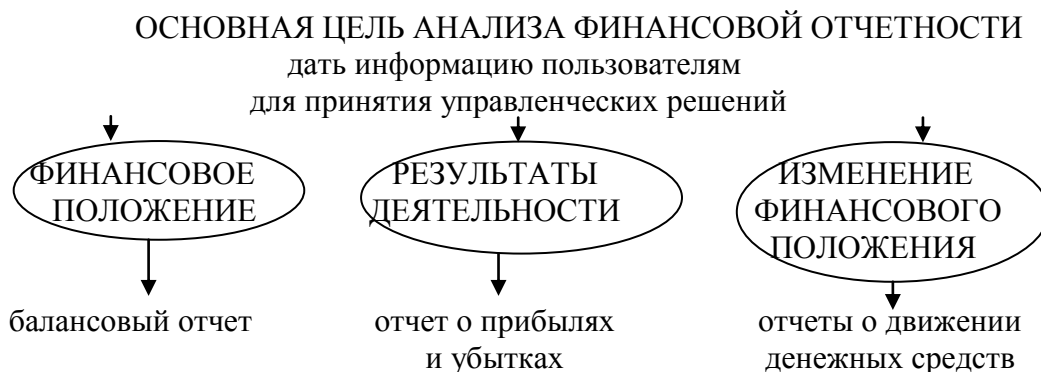 ОСНОВНАЯ ЦЕЛЬ АНАЛИЗА ФИНАНСОВОЙ ОТЧЕТНОСТИ
дать информацию пользователям
для принятия управленческих решений
ФИНАНСОВОЕ
ПОЛОЖЕНИЕ
РЕЗУЛЬТАТЫ
ДЕЯТЕЛЬНОСТИ
ИЗМЕНЕНИЕ
ФИНАНСОВОГО
ПОЛОЖЕНИЯ
балансовый отчет
отчет о прибылях
и убытках
отчеты о движении
денежных средств